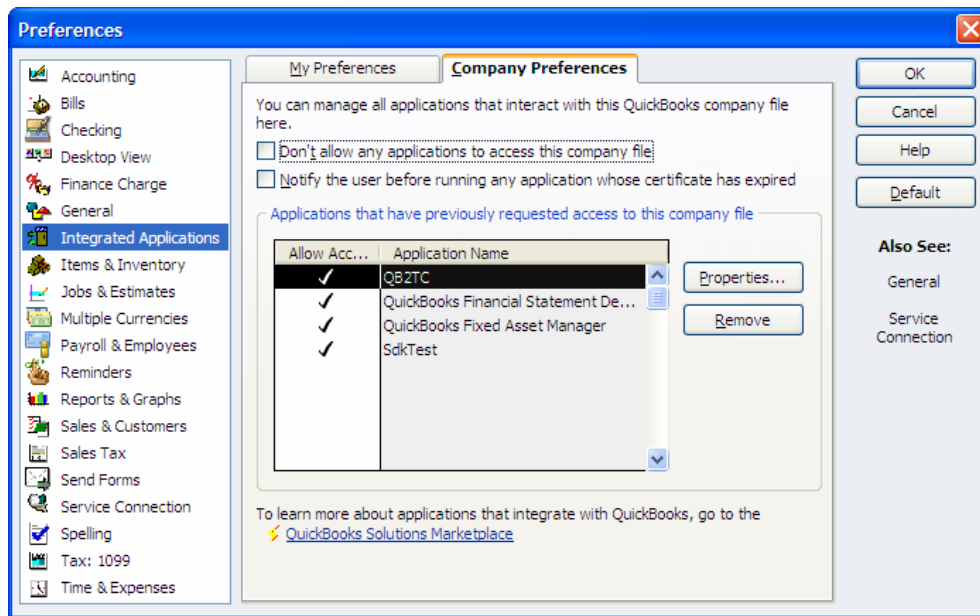 Preferences
Accounting
Bills
Checking
Desktop View
Finance Charge
General
Integrated Applications
Items & Inventory
Jobs & Estimates
Multiple Currencies
Payroll & Employees
Reminders
Reports & Graphs
Sales & Customers
Sales Tax
Send Forms
Service Connection
Spelling
Tax: 1099
Time & Expenses
My Preferences
Company Preferences
You can manage all applications that interact with this QuickBooks company file
here.
Don't allow any applications to access this company file
Notify the user before running any application whose certificate has expired
Applications that have previously requested access to this company file
Allow Acc... Application Name
QB2TC
QuickBooks Financial Statement De...
QuickBooks Fixed Asset Manager
SdkTest
Properties...
Remove
To learn more about applications that integrate with QuickBooks, go to the
QuickBooks Solutions Marketplace
OK
Cancel
Help
Default
Also See:
General
Service
Connection